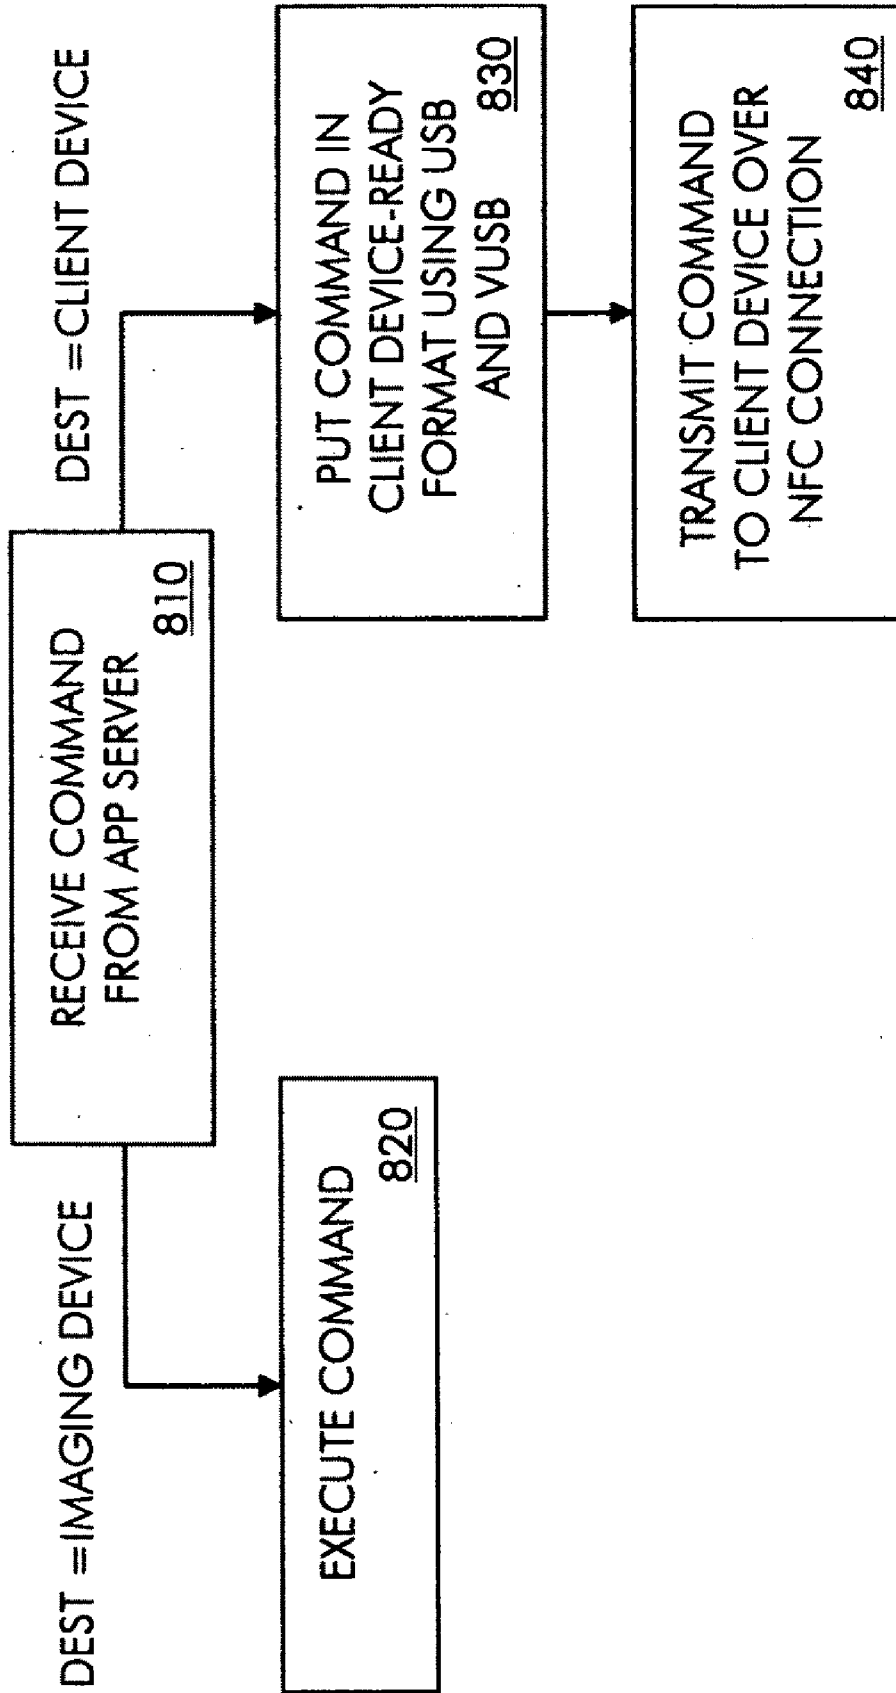 RECEIVE COMMAND
FROM APP SERVER
810
DEST =IMAGING DEVICE
DEST =CLIENT DEVICE
EXECUTE COMMAND
820
PUT COMMAND IN
CLIENT DEVICE-READY
FORMAT USING USB
AND VUSB
830
TRANSMIT COMMAND
TO CLIENT DEVICE OVER
NFC CONNECTION
840